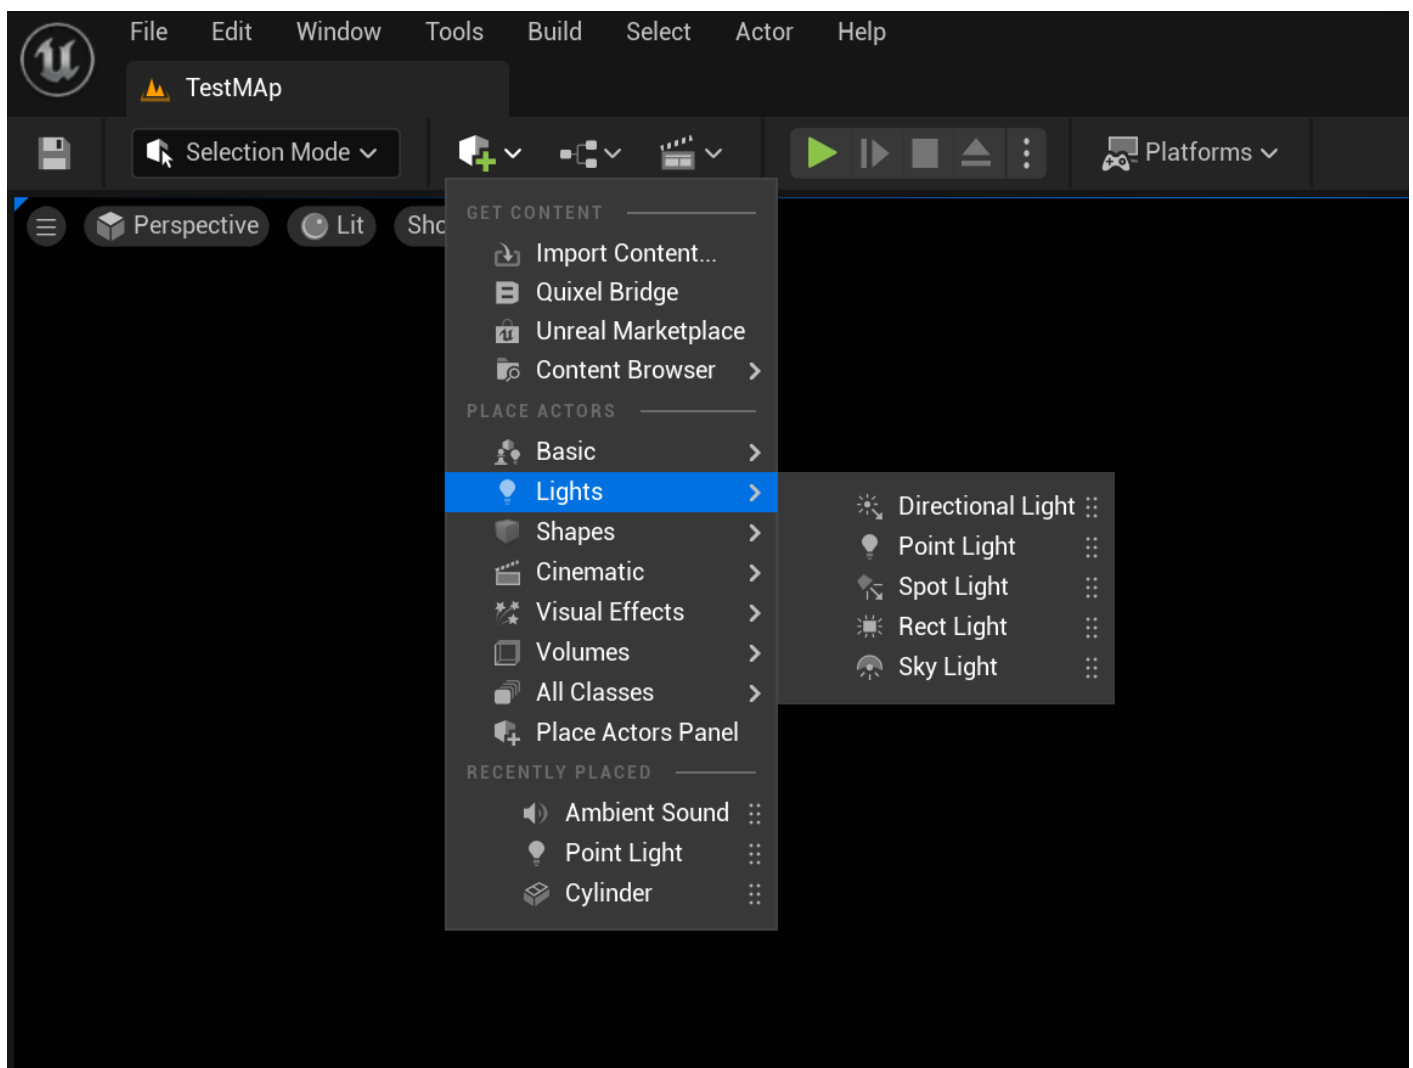 File Edit Window Tools Build Select Actor Help
TestMAp
Selection Mode
Platforms
Perspective Lit Sho
GET CONTENT
Import Content...
Quixel Bridge
Unreal Marketplace
Content Browser
PLACE ACTORS
Basic
Lights
Shapes
Cinematic
Visual Effects
Volumes
All Classes
Place Actors Panel
RECENTLY PLACED
Ambient Sound
Point Light
Cylinder
Directional Light
Point Light
Spot Light
Rect Light
Sky Light